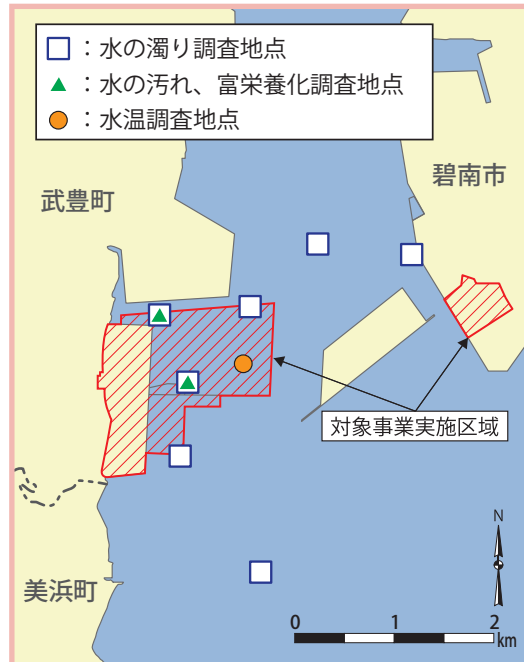 ：水の濁り調査地点
：水の汚れ、富栄養化調査地点
：水温調査地点
碧南市
武豊町
対象事業実施区域
美浜町
N
0 1 2
km